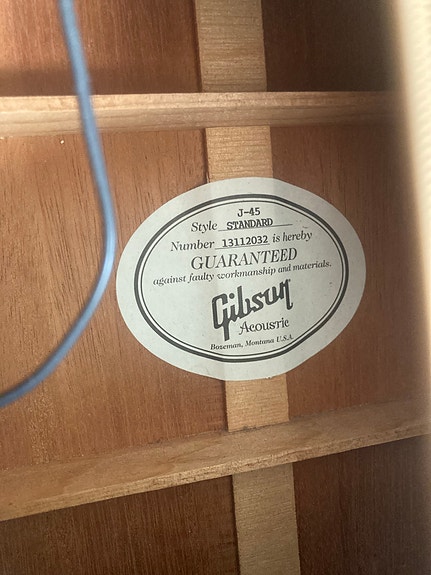 J-45
Style STANDARD
Number 13112032 is hereby
GUARANTEED
against faulty workmanship and materials.
Gibson
Acoustic
Bozeman, Montana U.S.A.